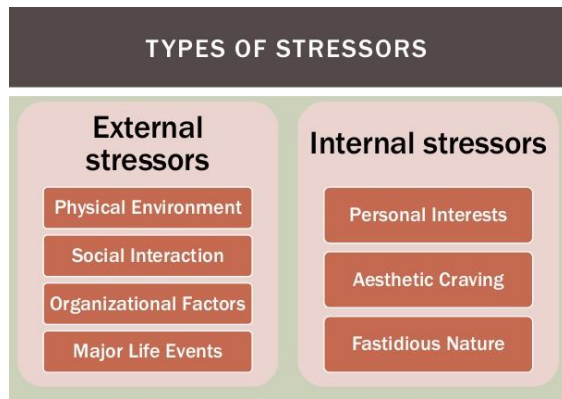 TYPES OF STRESSORS
External
stressors
Physical Environment
Social Interaction
Organizational Factors
Major Life Events
Internal stressors
Personal Interests
Aesthetic Craving
Fastidious Nature